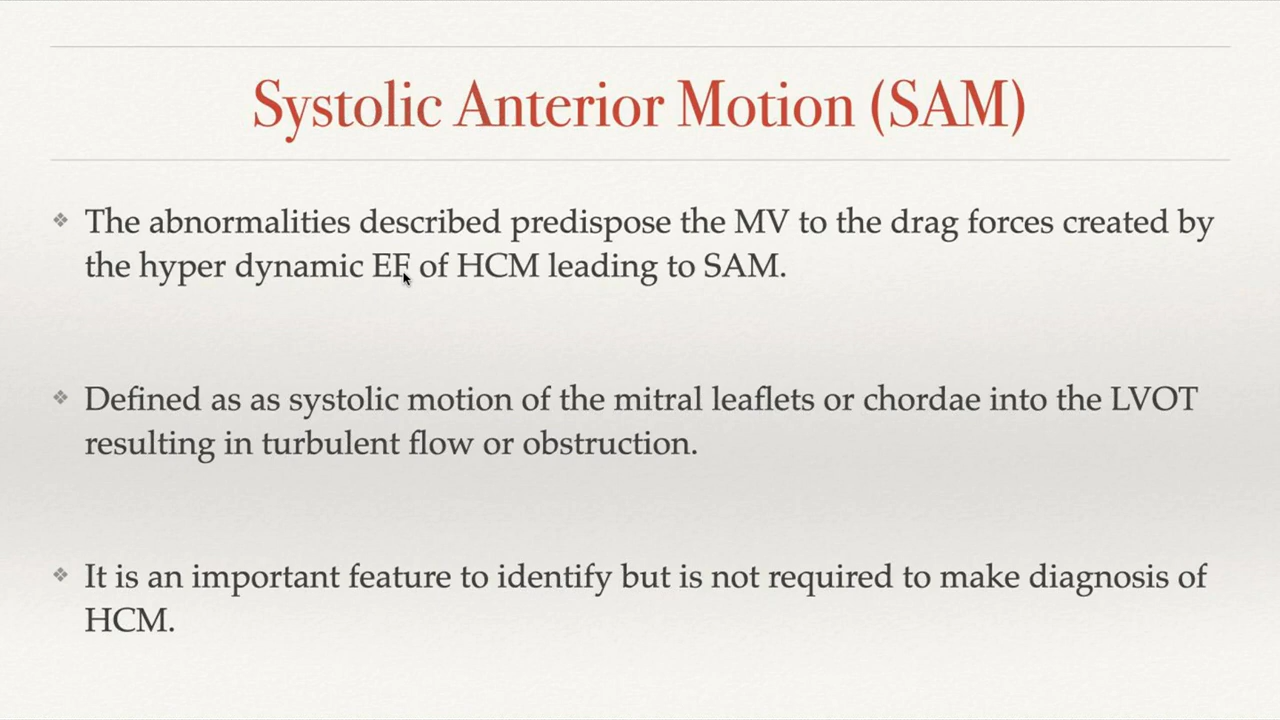 Systolic Anterior Motion (SAM)
The abnormalities described predispose the MV to the drag forces created by
the hyper dynamic EF of HCM leading to SAM.
Defined as as systolic motion of the mitral leaflets or chordae into the LVOT
resulting in turbulent flow or obstruction.
It is an important feature to identify but is not required to make diagnosis of
HCM.